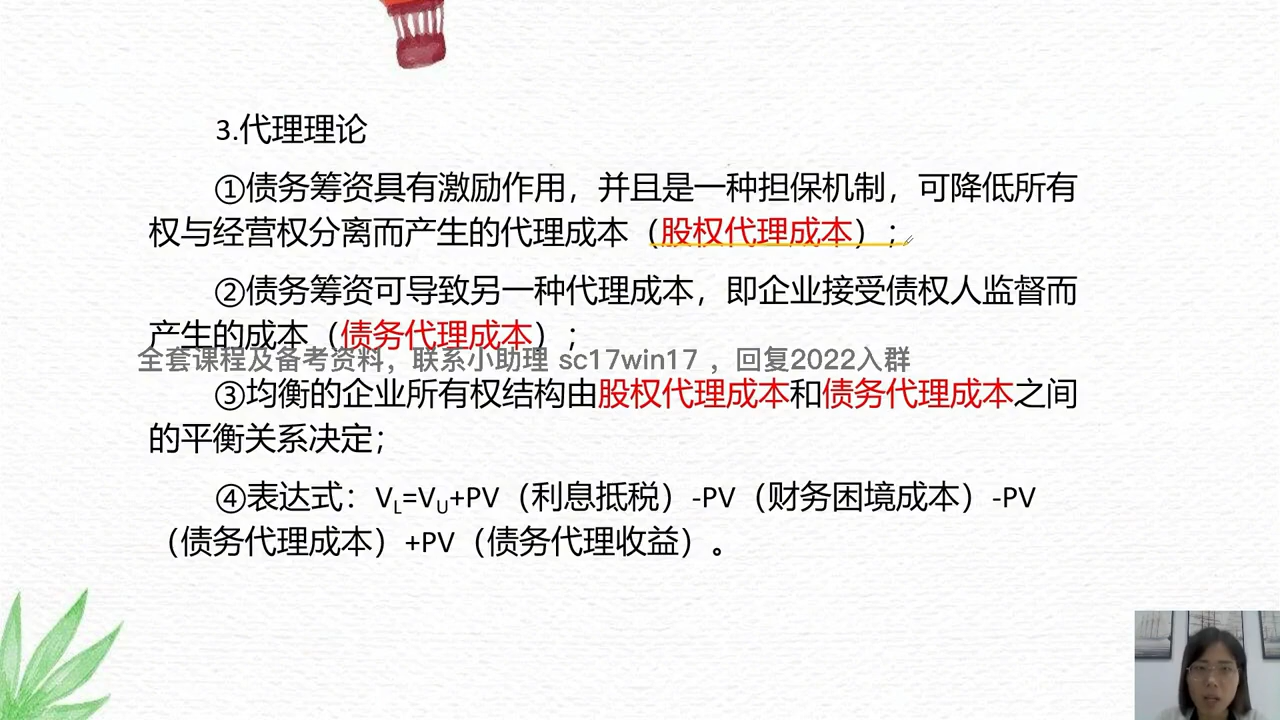 3.代理理论
①债务筹资具有激励作用，并且是一种担保机制，可降低所有
权与经营权分离而产生的代理成本（股权代理成本）；
②债务筹资可导致另一种代理成本，即企业接受债权人监督而
产生的成本（债务代理成本）；
全套课程及备考资料，联系小助理 sc17win17 ，回复2022入群
③均衡的企业所有权结构由股权代理成本和债务代理成本之间
的平衡关系决定；
④表达式：VL=VU+PV（利息抵税）-PV（财务困境成本）-PV
（债务代理成本）+PV（债务代理收益）。